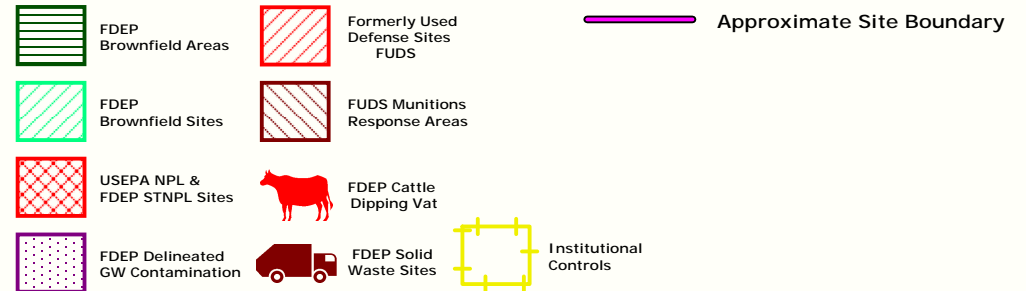 FDEP
Brownfield Areas
Formerly Used
Defense Sites
FUDS
Approximate Site Boundary
FDEP
Brownfield Sites
FUDS Munitions
Response Areas
USEPA NPL &
FDEP STNPL Sites
FDEP Cattle
Dipping Vat
FDEP Delineated
GW Contamination
FDEP Solid
Waste Sites
Institutional
Controls